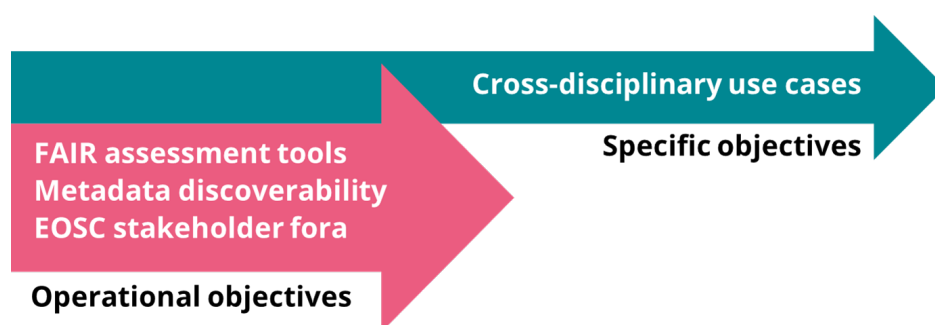 Cross-disciplinary use cases
Specific objectives
FAIR assessment tools
Metadata discoverability
EOSC stakeholder fora
Operational objectives